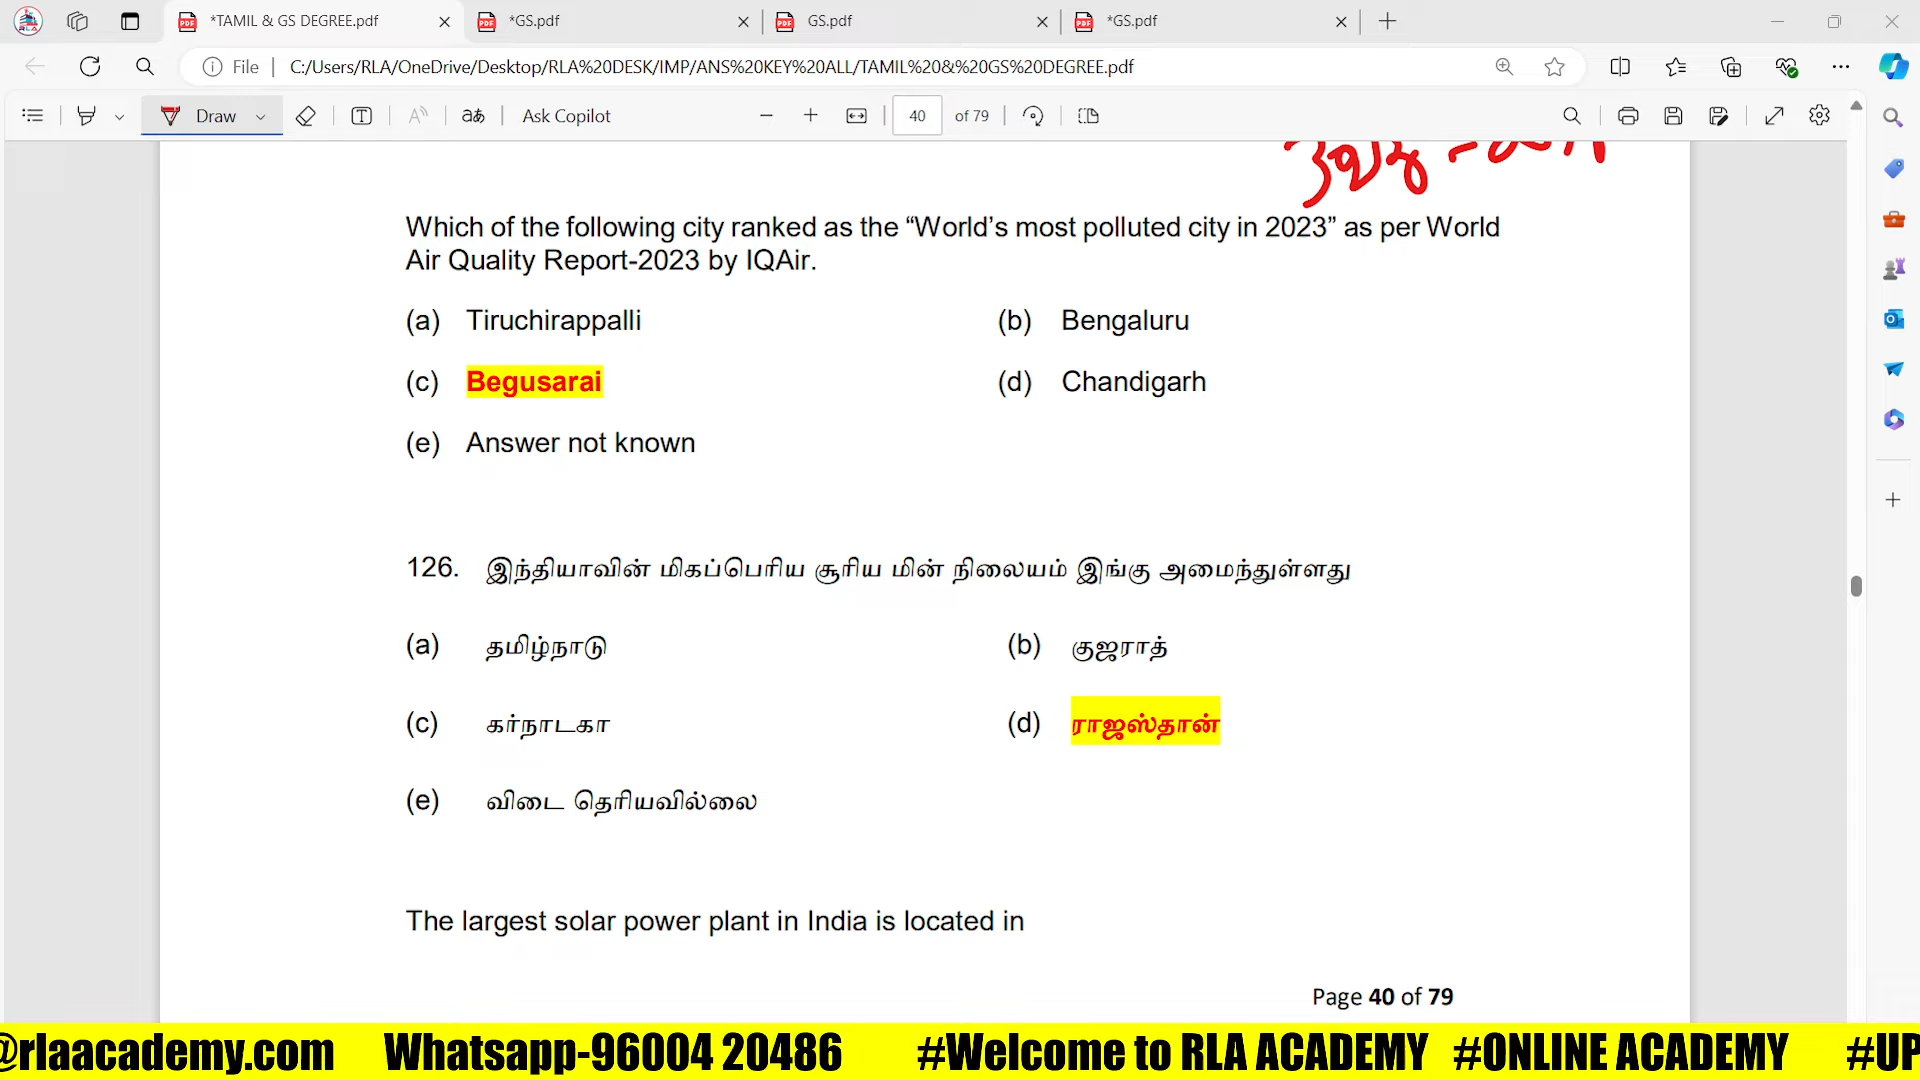 *TAMIL & GS DEGREE.pdf
*GS.pdf
GS.pdf
*GS.pdf
File
C:/Users/RLA/OneDrive/Desktop/RLA%20DESK/IMP/ANS%20KEY%20ALL/TAMIL%20&%20GS%20DEGREE.pdf
Draw
Ask Copilot
40
of 79
Which of the following city ranked as the “World’s most polluted city in 2023” as per World
Air Quality Report-2023 by IQAir.
(a) Tiruchirappalli
(b) Bengaluru
(c) Begusarai
(d) Chandigarh
(e) Answer not known
126. இந்தியாவின் மிகப்பெரிய சூரிய மின் நிலையம் இங்கு அமைந்துள்ளது
(a) தமிழ்நாடு
(b) குஜராத்
(c) கர்நாடகா
(d) ராஜஸ்தான்
(e) விடை தெரியவில்லை
The largest solar power plant in India is located in
Page 40 of 79
@rlaacademy.com Whatsapp-96004 20486 #Welcome to RLA ACADEMY #ONLINE ACADEMY #UP